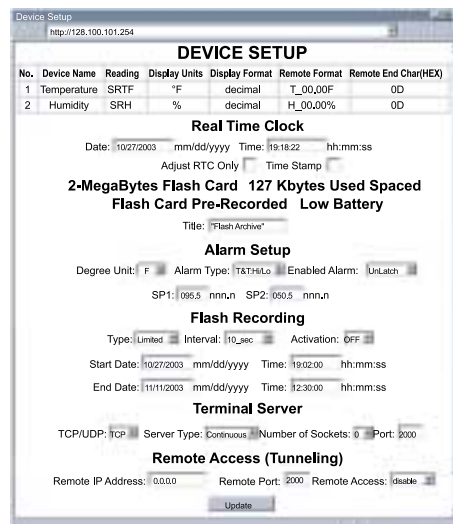 Device Setup
http://128.100.101.254
DEVICE SETUP
No. Device Name Reading Display Units Display Format Remote Format Remote End Char(HEX)
1 Temperature SRTF °F decimal T_00.00F 0D
2 Humidity SRH % decimal H_00.00% 0D
Real Time Clock
Date: 10/27/2003 mm/dd/yyyy Time: 19:18:22 hh:mm:ss
Adjust RTC Only Time Stamp
2-MegaBytes Flash Card 127 Kbytes Used Spaced
Flash Card Pre-Recorded Low Battery
Title: "Flash Archive"
Alarm Setup
Degree Unit: F Alarm Type: T&T:Hi/Lo Enabled Alarm: UnLatch
SP1: 095.5 nnn.n SP2: 050.5 nnn.n
Flash Recording
Type: Limited Interval: 10_sec Activation: OFF
Start Date: 10/27/2003 mm/dd/yyyy Time: 19:02:00 hh:mm:ss
End Date: 11/11/2003 mm/dd/yyyy Time: 12:30:00 hh:mm:ss
Terminal Server
TCP/UDP: TCP Server Type: Continuous Number of Sockets: 0 Port: 2000
Remote Access (Tunneling)
Remote IP Address: 0.0.0.0 Remote Port: 2000 Remote Access: disable
Update